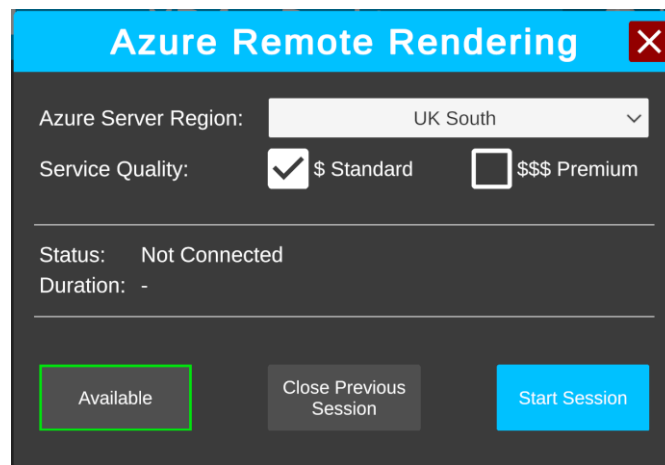 Azure Remote Rendering
Azure Server Region: UK South
Service Quality: $ Standard $$$ Premium
Status: Not Connected
Duration: -
Available
Close Previous
Session
Start Session